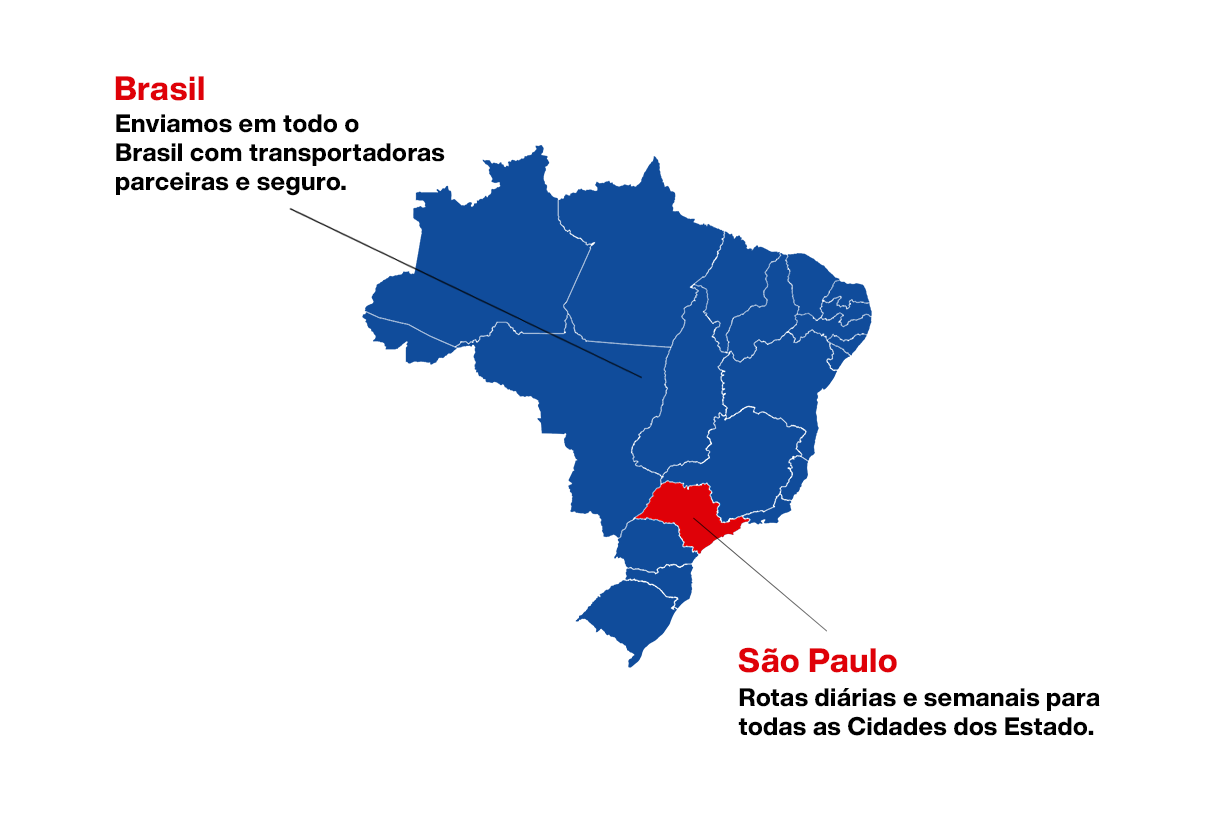 Brasil
Enviamos em todo o
Brasil com transportadoras
parceiras e seguro.
São Paulo
Rotas diárias e semanais para
todas as Cidades dos Estado.